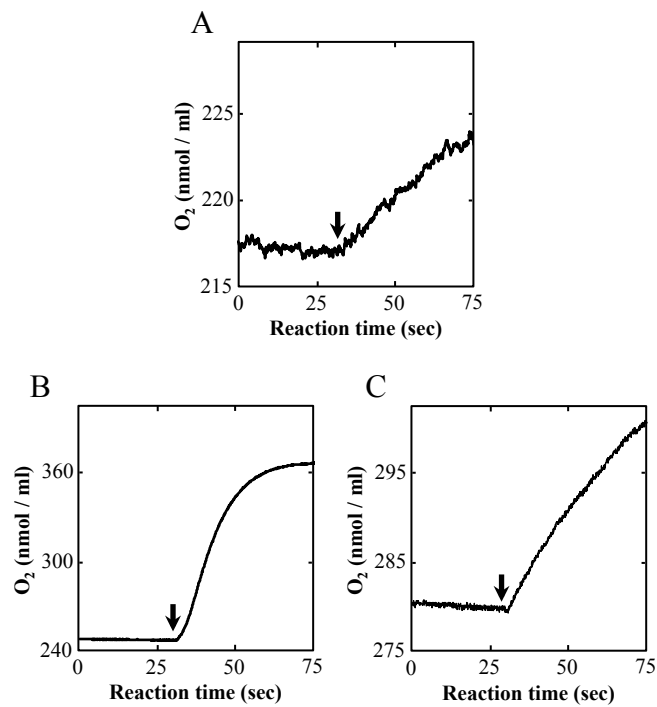 A
O₂ (nmol / ml)
225
220
215
0 25 50 75
Reaction time (sec)
B
O₂ (nmol / ml)
360
300
240
0 25 50 75
Reaction time (sec)
C
O₂ (nmol / ml)
295
285
275
0 25 50 75
Reaction time (sec)